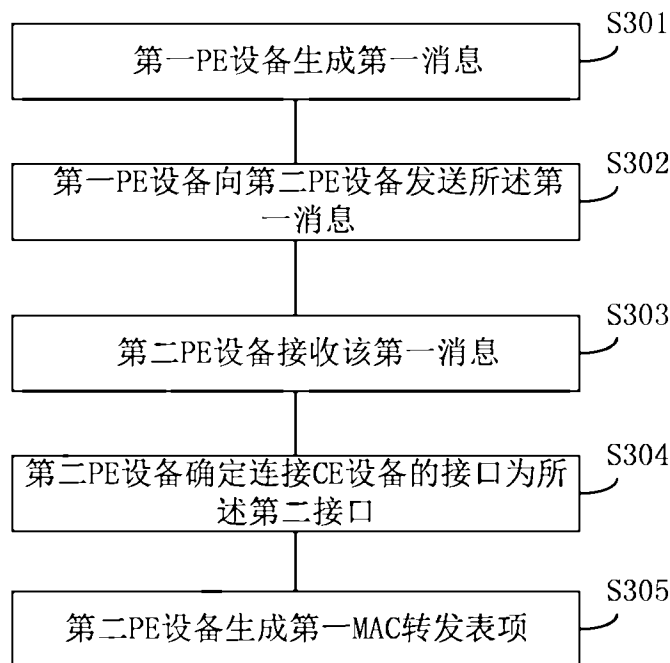 S301
第一PE设备生成第一消息
S302
第一PE设备向第二PE设备发送所述第
一消息
S303
第二PE设备接收该第一消息
S304
第二PE设备确定连接CE设备的接口为所
述第二接口
S305
第二PE设备生成第一MAC转发表项